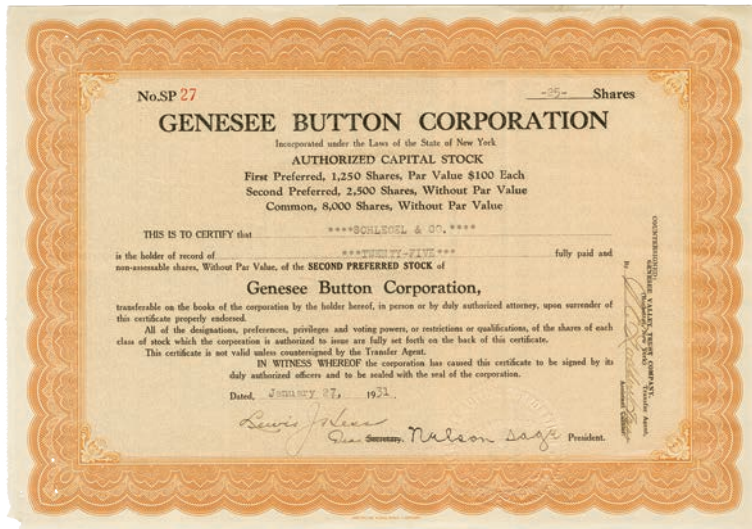 No.SP 27
-25- Shares
GENESEE BUTTON CORPORATION
Incorporated under the Laws of the State of New York
AUTHORIZED CAPITAL STOCK
First Preferred, 1,250 Shares, Par Value $100 Each
Second Preferred, 2,500 Shares, Without Par Value
Common, 8,000 Shares, Without Par Value
THIS IS TO CERTIFY that ****SCHLEGEL & CO.****
is the holder of record of ***TWENTY-FIVE*** fully paid and
non-assessable shares, Without Par Value, of the SECOND PREFERRED STOCK of
Genesee Button Corporation,
transferable on the books of the corporation by the holder hereof, in person or by duly authorized attorney, upon surrender of
this certificate properly endorsed.
All of the designations, preferences, privileges and voting powers, or restrictions or qualifications, of the shares of each
class of stock which the corporation is authorized to issue are fully set forth on the back of this certificate.
This certificate is not valid unless countersigned by the Transfer Agent.
IN WITNESS WHEREOF the corporation has caused this certificate to be signed by its
duly authorized officers and to be sealed with the seal of the corporation.
Dated, January 27, 1931
Lewis J Hess
Secretary. Nelson Sage President.
COUNTERSIGNED:
GENESEE VALLEY TRUST COMPANY,
(Rochester, New York) Transfer Agent.
By
Assistant Cashier